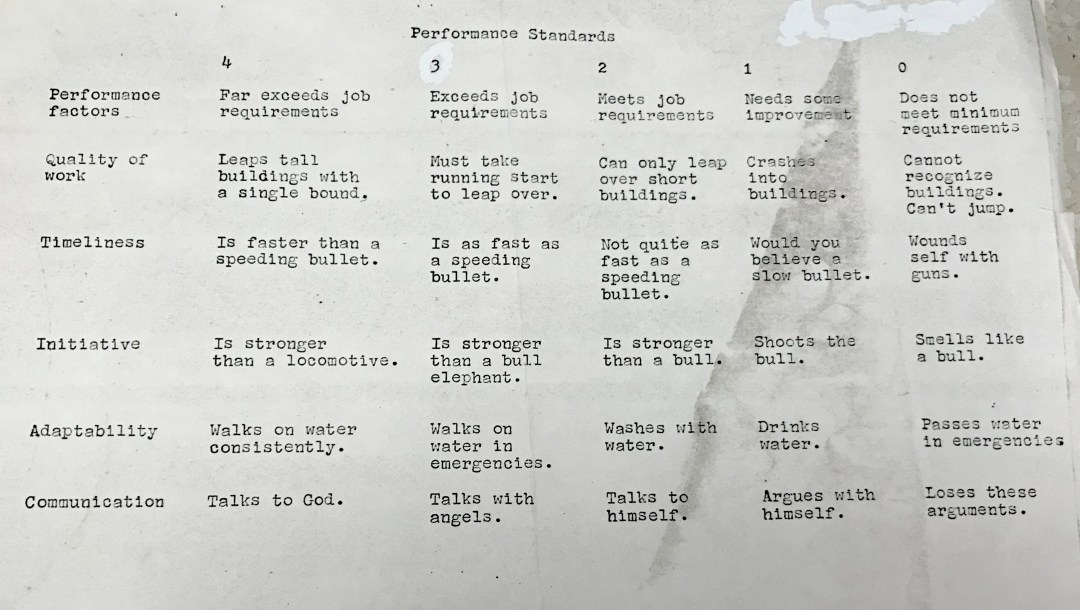 Performance Standards
4 3 2 1 0
Performance Far exceeds job Exceeds job Meets job Needs some Does not
factors requirements requirements requirements improvement meet minimum
requirements
Quality of Leaps tall Must take Can only leap Crashes Cannot
work buildings with running start over short into recognize
a single bound. to leap over. buildings. buildings. buildings.
Can't jump.
Timeliness Is faster than a Is as fast as Not quite as Would you Wounds
speeding bullet. a speeding fast as a believe a self with
bullet. speeding slow bullet. guns.
bullet.
Initiative Is stronger Is stronger Is stronger Shoots the Smells like
than a locomotive. than a bull than a bull. bull. a bull.
elephant.
Adaptability Walks on water Walks on Washes with Drinks Passes water
consistently. water in water. water. in emergencies
emergencies.
Communication Talks to God. Talks with Talks to Argues with Loses these
angels. himself. himself. arguments.